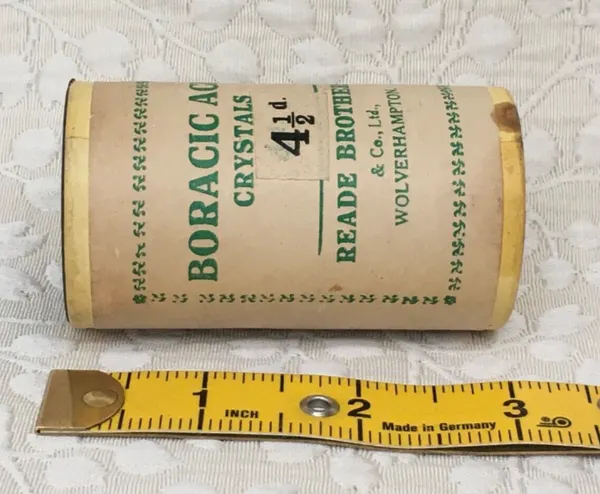 BORACIC AC
CRYSTALS
4½d.
READE BROTHE
& Co., Ltd.,
WOLVERHAMPTON
1 INCH 2 Made in Germany 3